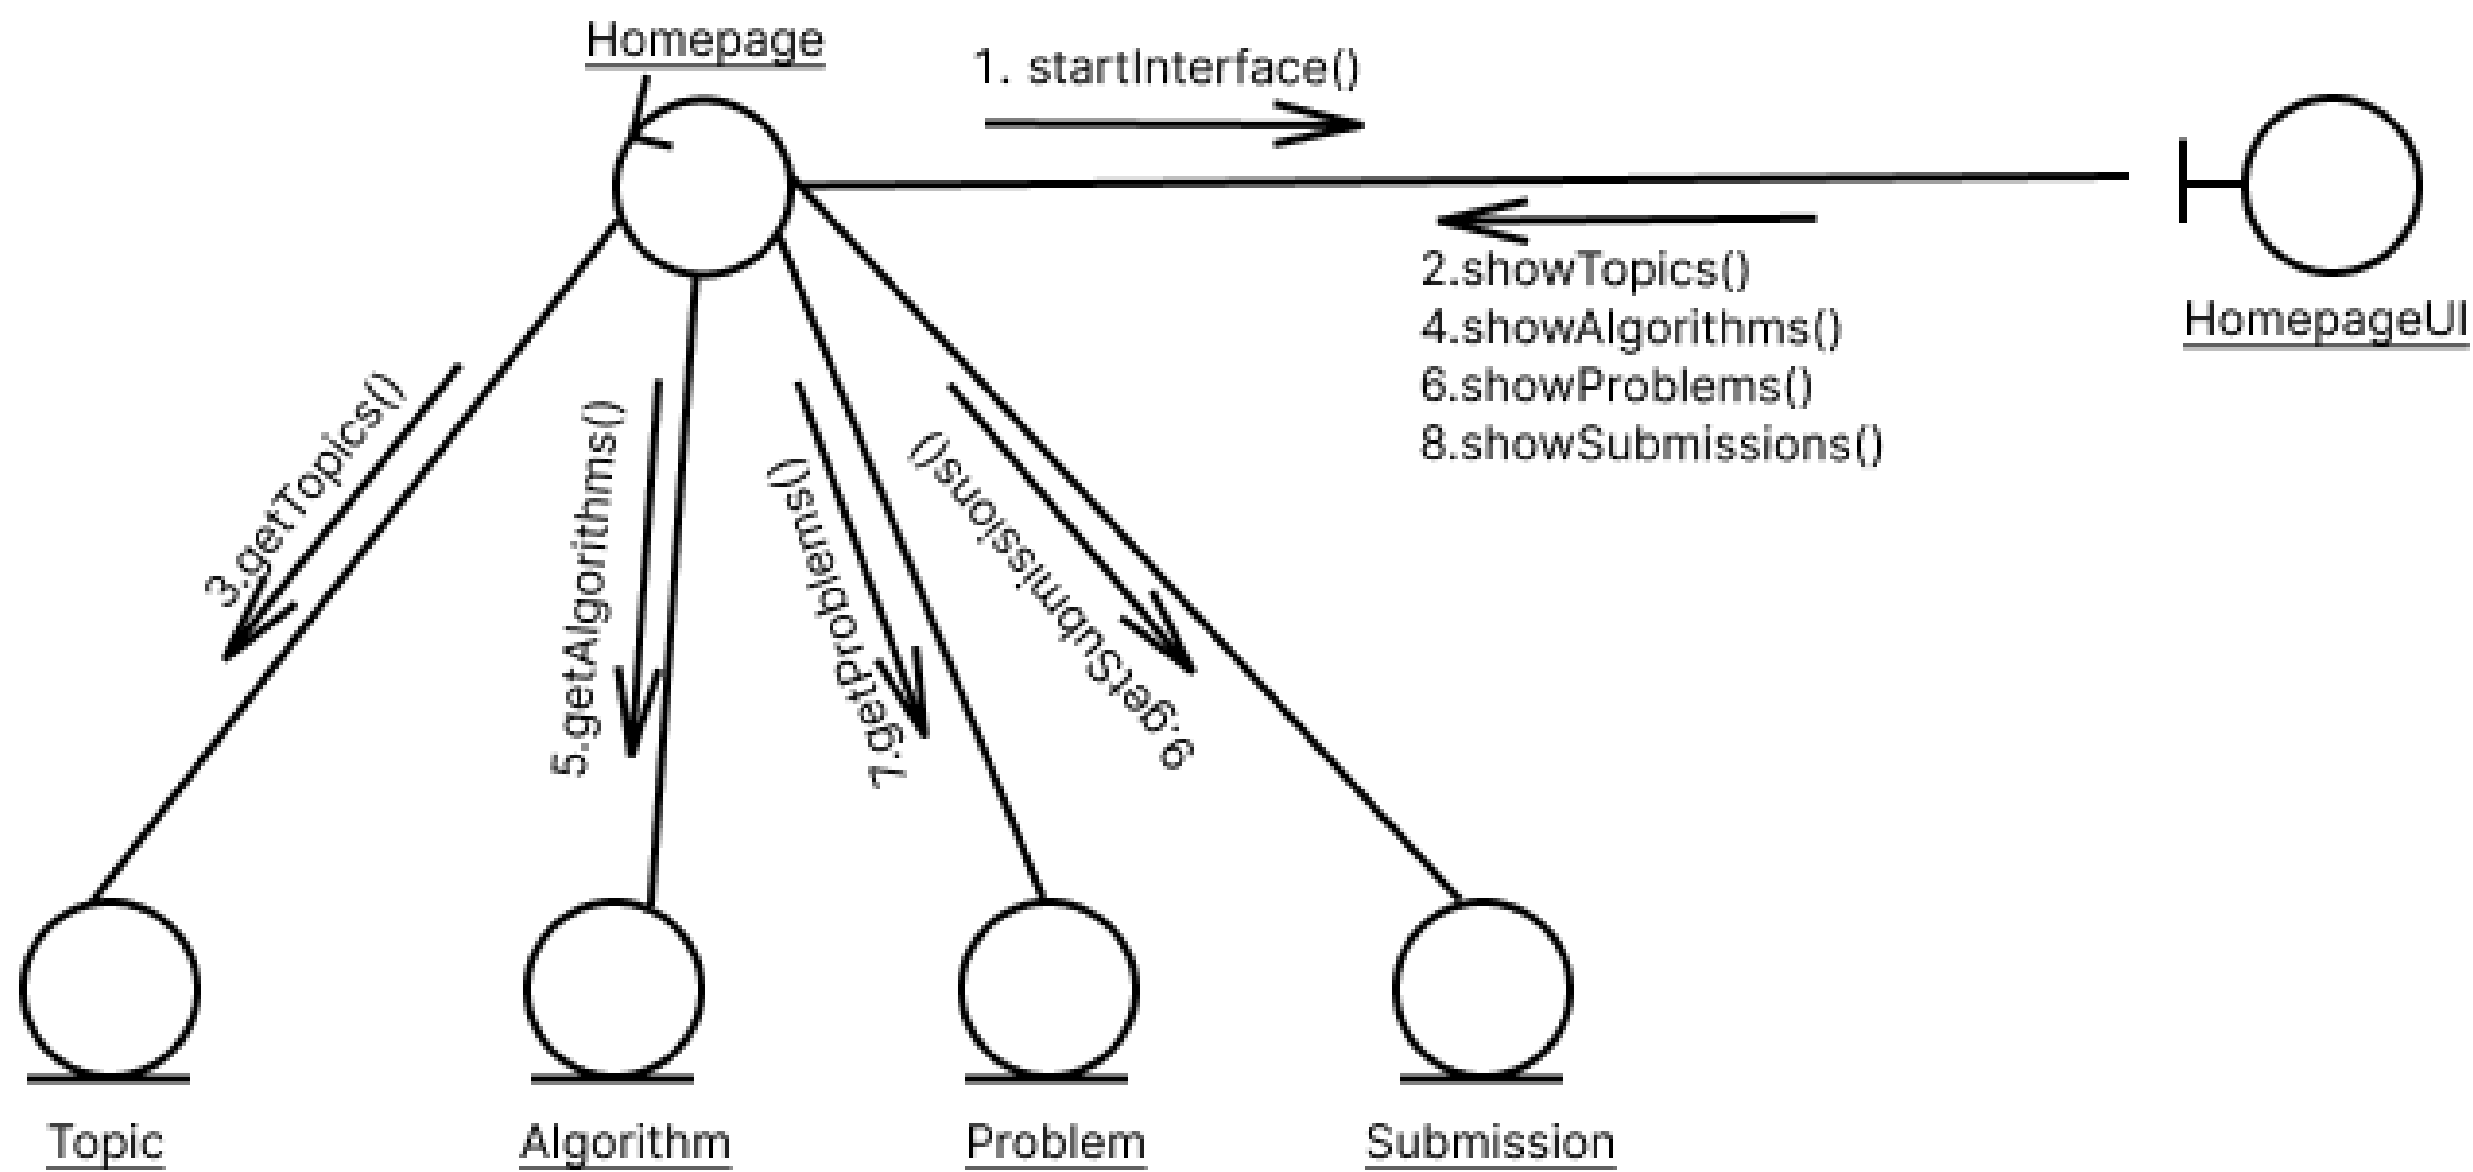 Homepage
1. startInterface()
2.showTopics()
4.showAlgorithms()
6.showProblems()
8.showSubmissions()
HomepageUI
3.getTopics()
5.getAlgorithms()
7.getProblems()
9.getSubmissions()
Topic
Algorithm
Problem
Submission